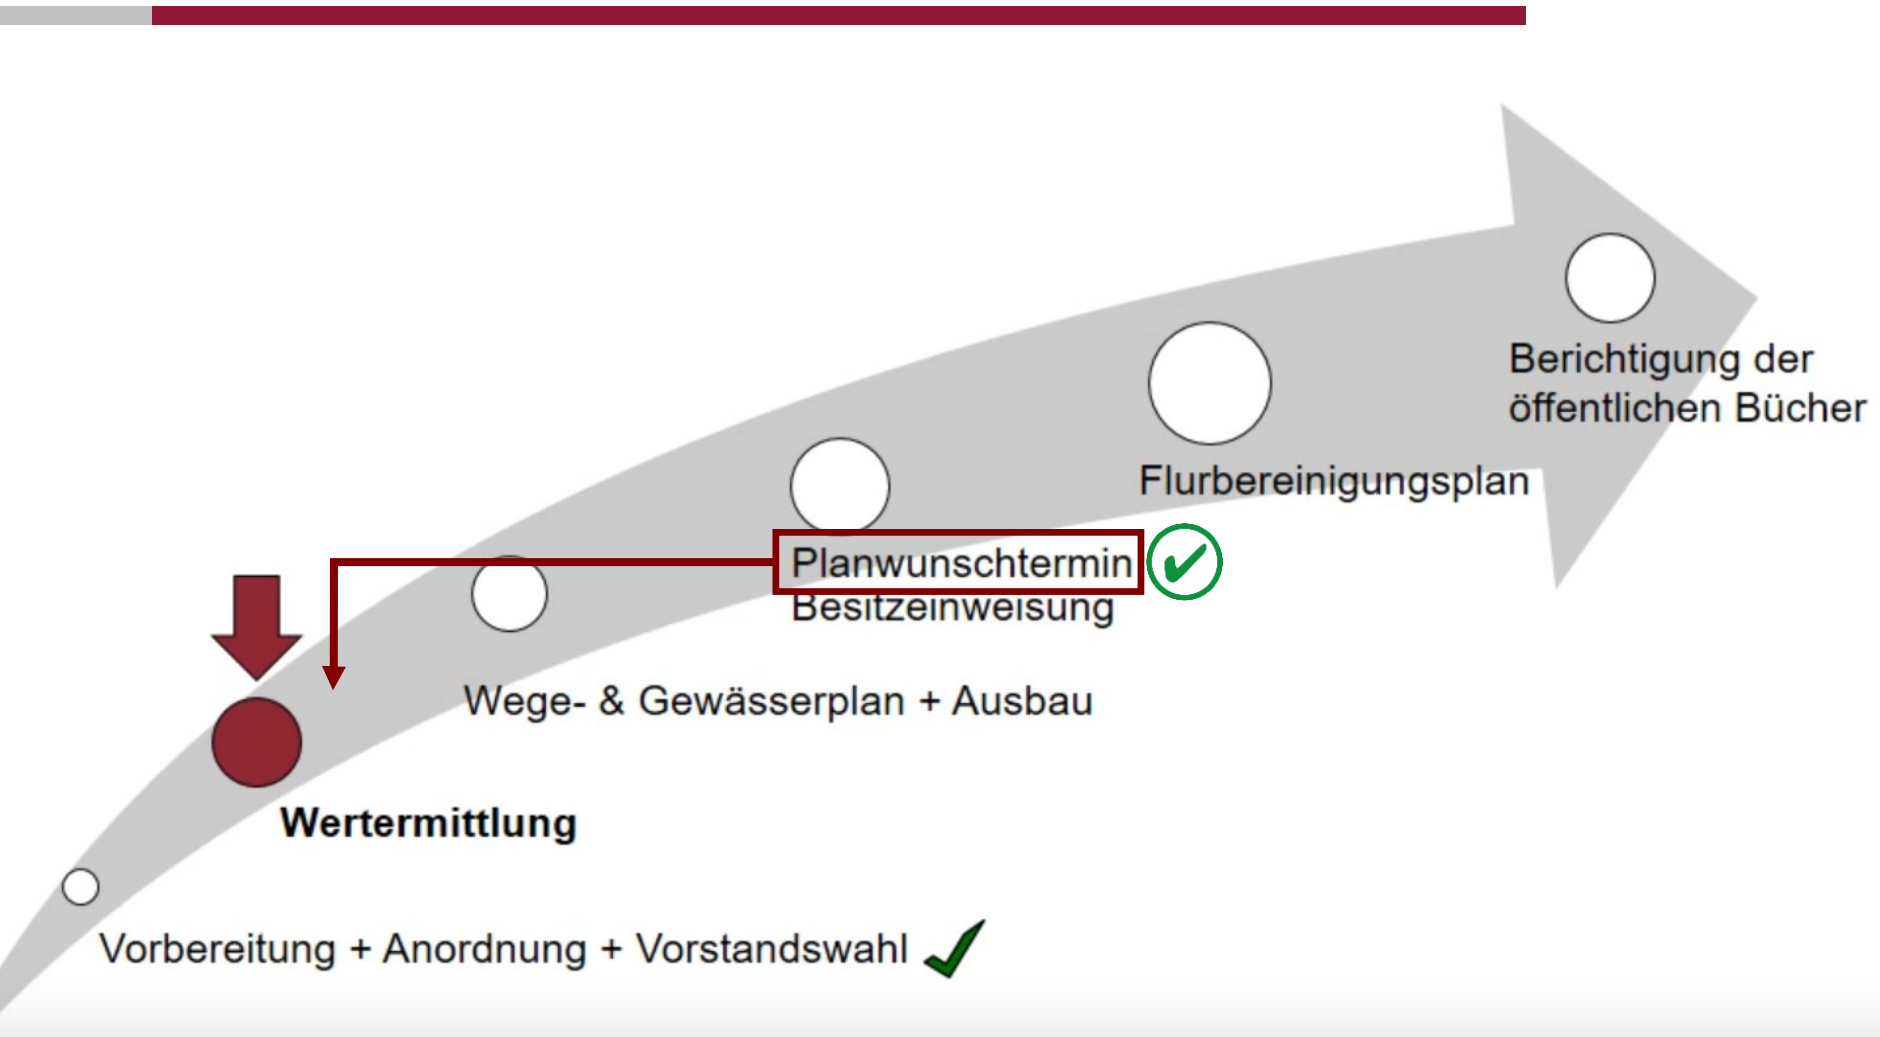 Berichtigung der
öffentlichen Bücher
Flurbereinigungsplan
Planwunschtermin
Besitzeinweisung
Wege- & Gewässerplan + Ausbau
Wertermittlung
Vorbereitung + Anordnung + Vorstandswahl